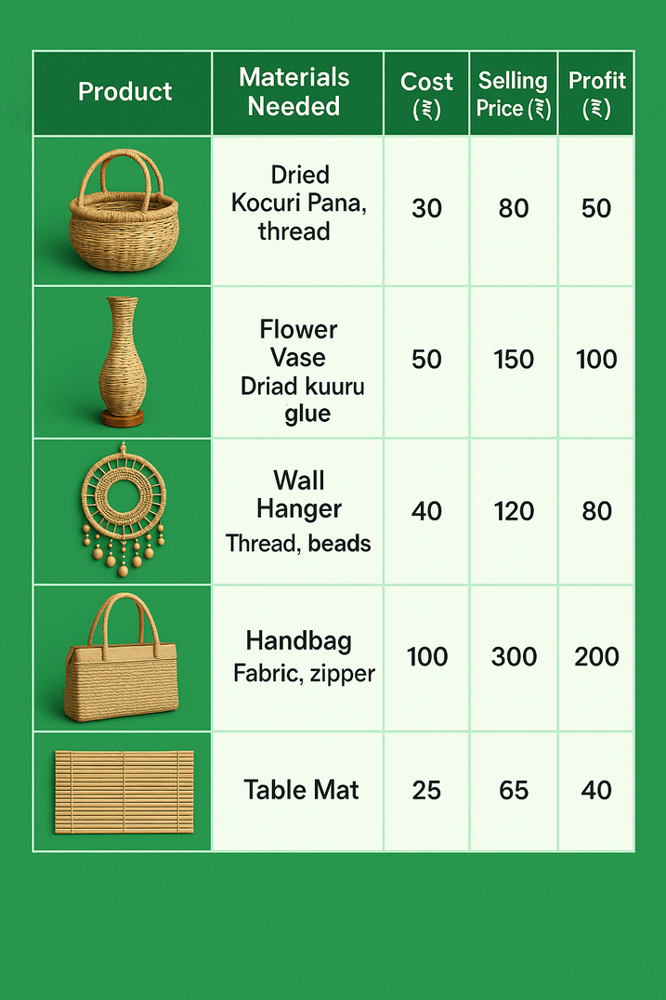 Product
Materials
Needed
Cost
(₹)
Selling
Price (₹)
Profit
(₹)
Dried
Kocuri Pana,
thread
30
80
50
Flower
Vase
Driad kuuru
glue
50
150
100
Wall
Hanger
Thread, beads
40
120
80
Handbag
Fabric, zipper
100
300
200
Table Mat
25
65
40